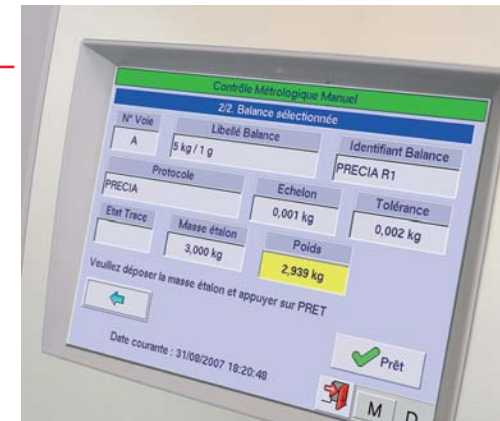 Contrôle Métrologique Manuel
2/2. Balance sélectionnée
N° Voie Libellé Balance Identifiant Balance
A 5 kg / 1 g PRECIA R1
Protocole Echelon Tolérance
PRECIA 0,001 kg 0,002 kg
Etat Trace Masse étalon Poids
3,000 kg 2,939 kg
Veuillez déposer la masse étalon et appuyer sur PRET
Prêt
Date courante : 31/08/2007 18:20:48
M D